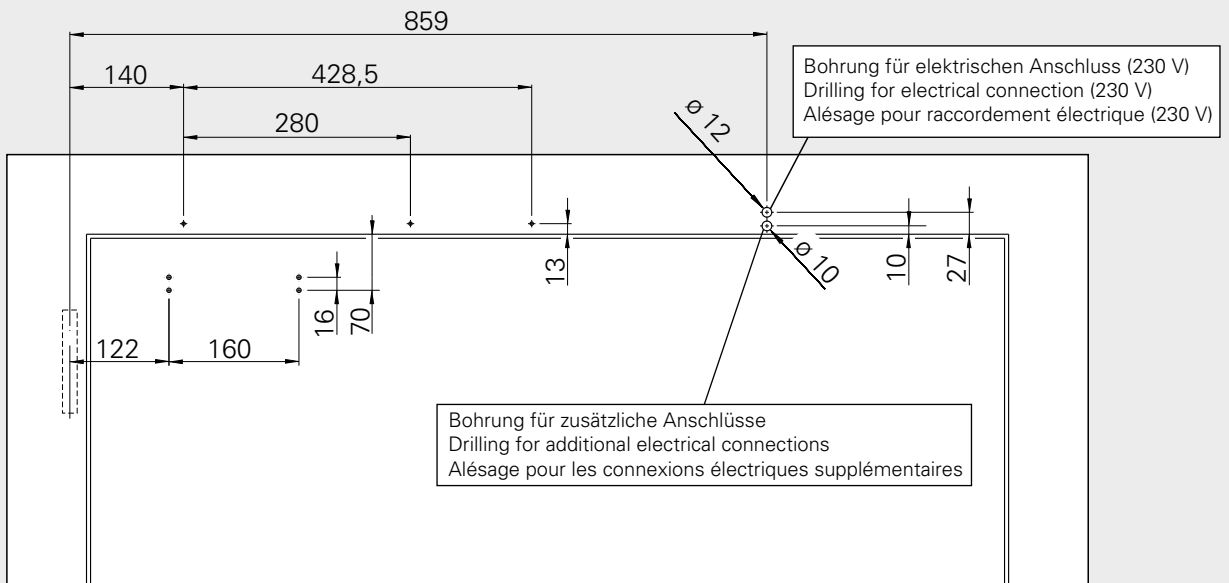 859
140
428,5
280
Bohrung für elektrischen Anschluss (230 V)
Drilling for electrical connection (230 V)
Alésage pour raccordement électrique (230 V)
ø 12
ø 10
13
10
27
16
70
122
160
Bohrung für zusätzliche Anschlüsse
Drilling for additional electrical connections
Alésage pour les connexions électriques supplémentaires